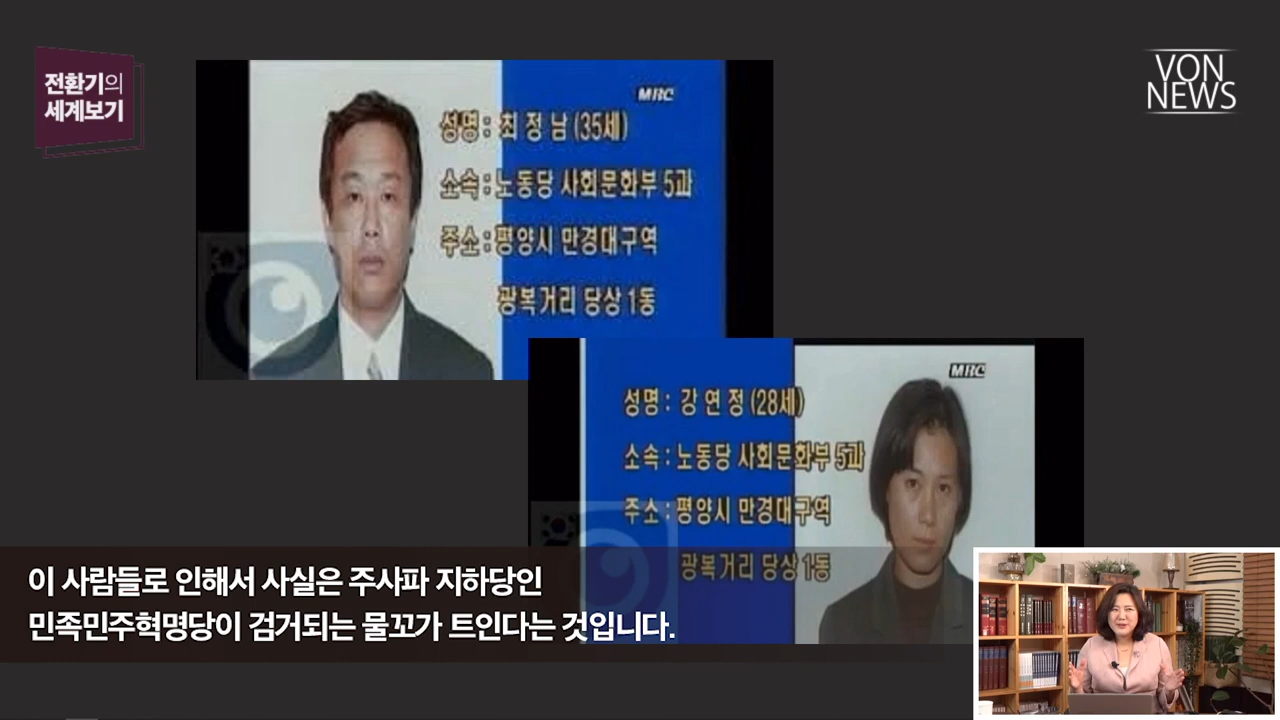 전환기의
세계보기
VON
NEWS
MBC
성명 : 최 정 남 (35세)
소속 : 노동당 사회문화부 5과
주소 : 평양시 만경대구역
광복거리 당상 1동
MBC
성명 : 강 연 정 (28세)
소속 : 노동당 사회문화부 5과
주소 : 평양시 만경대구역
광복거리 당상 1동
이 사람들로 인해서 사실은 주사파 지하당인
민족민주혁명당이 검거되는 물꼬가 트인다는 것입니다.